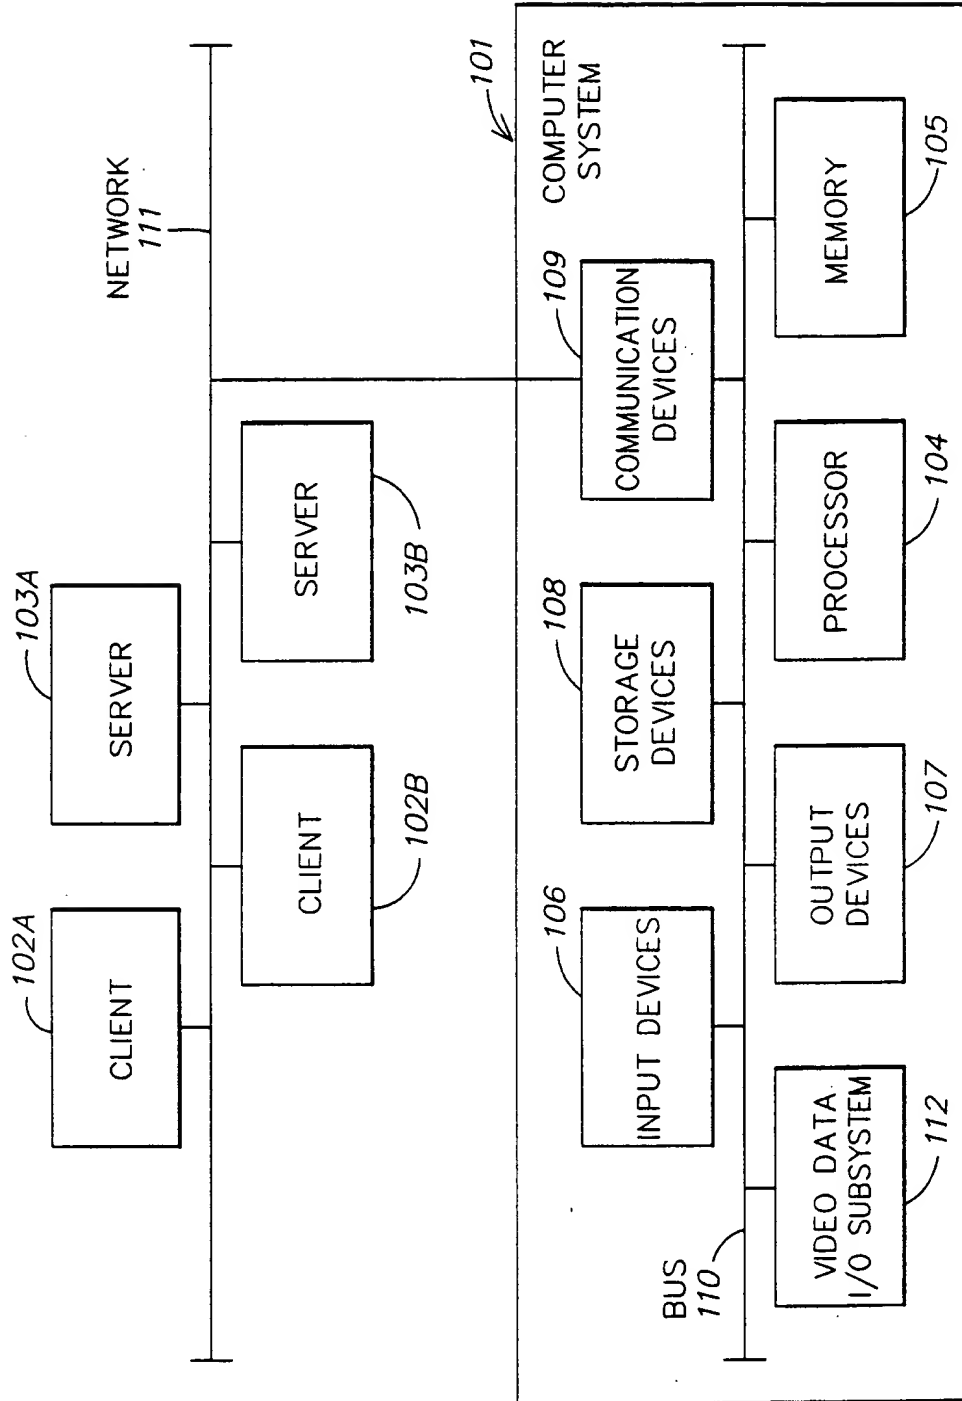 102A
CLIENT
103A
SERVER
NETWORK
111
CLIENT
102B
SERVER
103B
101
COMPUTER
SYSTEM
106
INPUT DEVICES
108
STORAGE
DEVICES
109
COMMUNICATION
DEVICES
BUS
110
VIDEO DATA
I/O SUBSYSTEM
112
OUTPUT
DEVICES
107
PROCESSOR
104
MEMORY
105